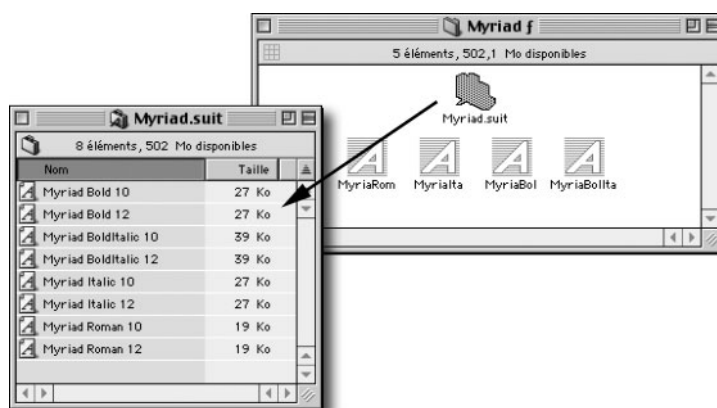 Myriad ƒ
5 éléments, 502,1 Mo disponibles
Myriad.suit
MyriaRom MyriaIta MyriaBol MyriaBolIta
Myriad.suit
8 éléments, 502 Mo disponibles
Nom Taille
Myriad Bold 10 27 Ko
Myriad Bold 12 27 Ko
Myriad BoldItalic 10 39 Ko
Myriad BoldItalic 12 39 Ko
Myriad Italic 10 27 Ko
Myriad Italic 12 27 Ko
Myriad Roman 10 19 Ko
Myriad Roman 12 19 Ko